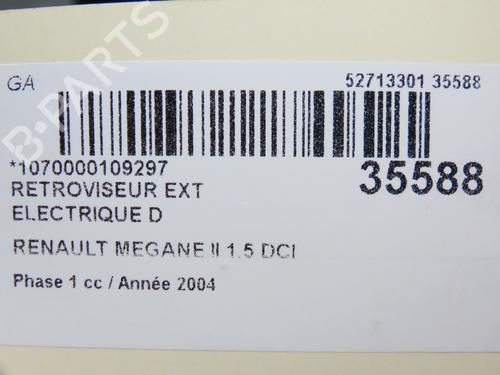 GA 52713301 35588
*1070000109297 35588
RETROVISEUR EXT
ELECTRIQUE D
RENAULT MEGANE II 1.5 DCI
Phase 1 cc / Année 2004
B-PARTS